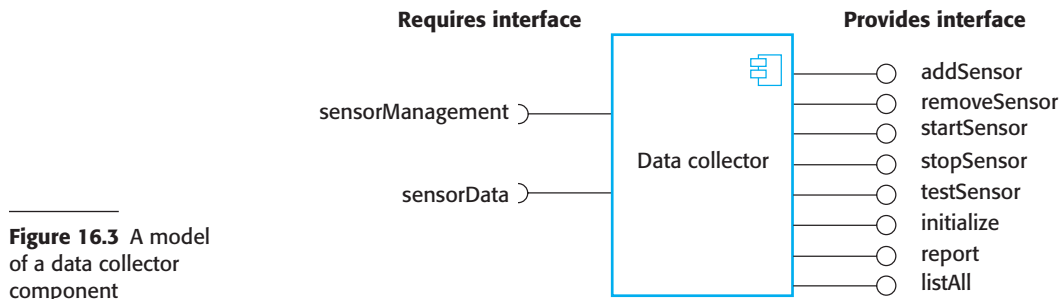 Requires interface
Provides interface
sensorManagement
sensorData
Data collector
addSensor
removeSensor
startSensor
stopSensor
testSensor
initialize
report
listAll
Figure 16.3 A model
of a data collector
component